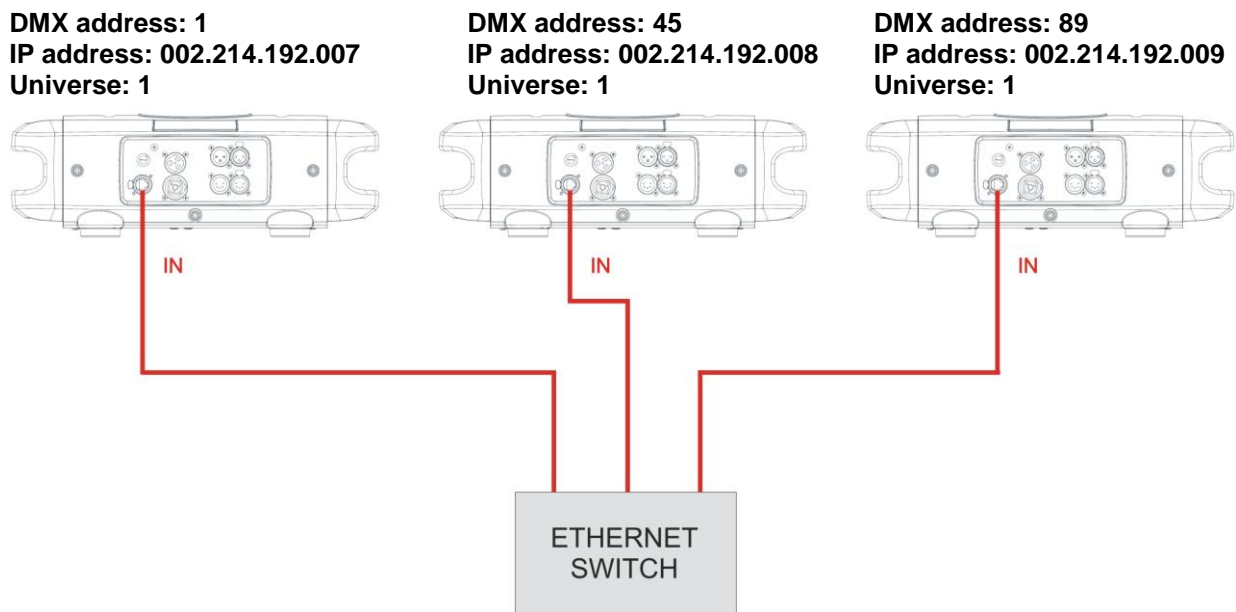 DMX address: 1
IP address: 002.214.192.007
Universe: 1
DMX address: 45
IP address: 002.214.192.008
Universe: 1
DMX address: 89
IP address: 002.214.192.009
Universe: 1
IN
IN
IN
ETHERNET
SWITCH